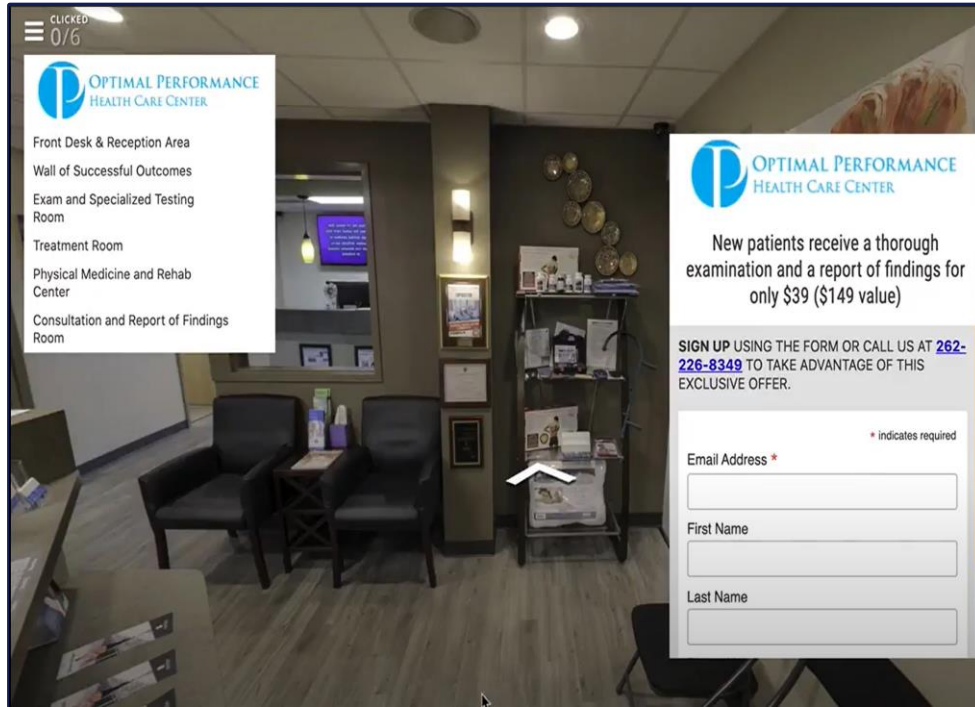 CLICKED
0/6
OPTIMAL PERFORMANCE
HEALTH CARE CENTER
Front Desk & Reception Area
Wall of Successful Outcomes
Exam and Specialized Testing
Room
Treatment Room
Physical Medicine and Rehab
Center
Consultation and Report of Findings
Room
OPTIMAL PERFORMANCE
HEALTH CARE CENTER
New patients receive a thorough
examination and a report of findings for
only $39 ($149 value)
SIGN UP USING THE FORM OR CALL US AT 262-
226-8349 TO TAKE ADVANTAGE OF THIS
EXCLUSIVE OFFER.
* indicates required
Email Address *
First Name
Last Name